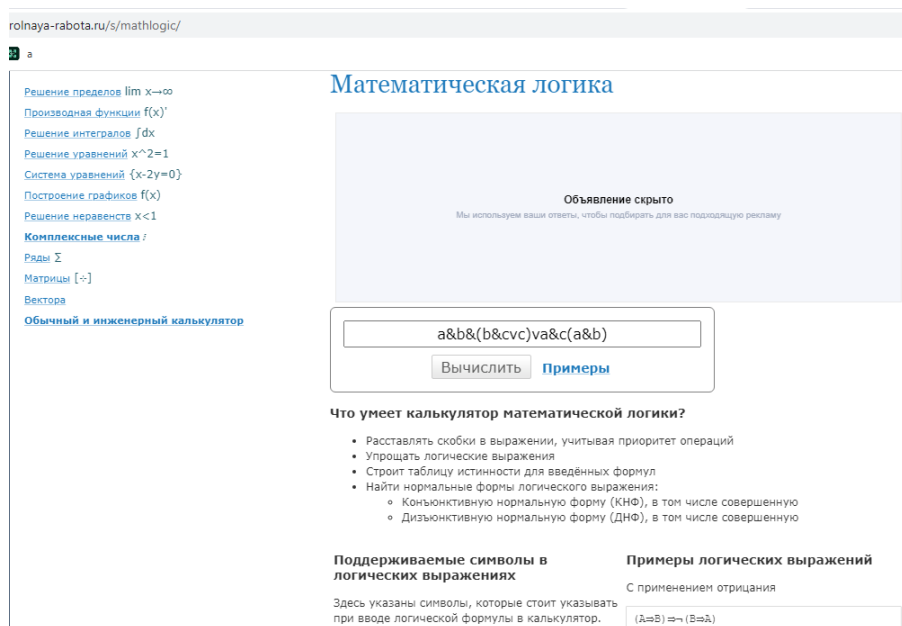 rolnaya-rabota.ru/s/mathlogic/
a
Решение пределов lim x→∞
Производная функции f(x)'
Решение интегралов ∫dx
Решение уравнений x^2=1
Система уравнений {x-2y=0}
Построение графиков f(x)
Решение неравенств x<1
Комплексные числа i
Ряды Σ
Матрицы [÷]
Вектора
Обычный и инженерный калькулятор
Математическая логика
Объявление скрыто
Мы используем ваши ответы, чтобы подбирать для вас подходящую рекламу
a&b&(b&cvc)va&c(a&b)
Вычислить Примеры
Что умеет калькулятор математической логики?
• Расставлять скобки в выражении, учитывая приоритет операций
• Упрощать логические выражения
• Строит таблицу истинности для введённых формул
• Найти нормальные формы логического выражения:
◦ Конъюнктивную нормальную форму (КНФ), в том числе совершенную
◦ Дизъюнктивную нормальную форму (ДНФ), в том числе совершенную
Поддерживаемые символы в
логических выражениях
Здесь указаны символы, которые стоит указывать
при вводе логической формулы в калькулятор.
Примеры логических выражений
С применением отрицания
(A⇒B)⇒¬(B⇒A)